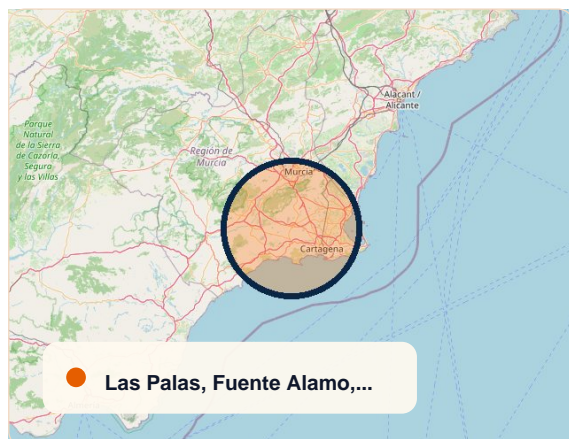 Alacant /
Alicante
Parque
Natural
de la Sierra
de Cazorla,
Segura
y las Villas
Región de
Murcia
Murcia
Cartagena
Las Palas, Fuente Alamo,...